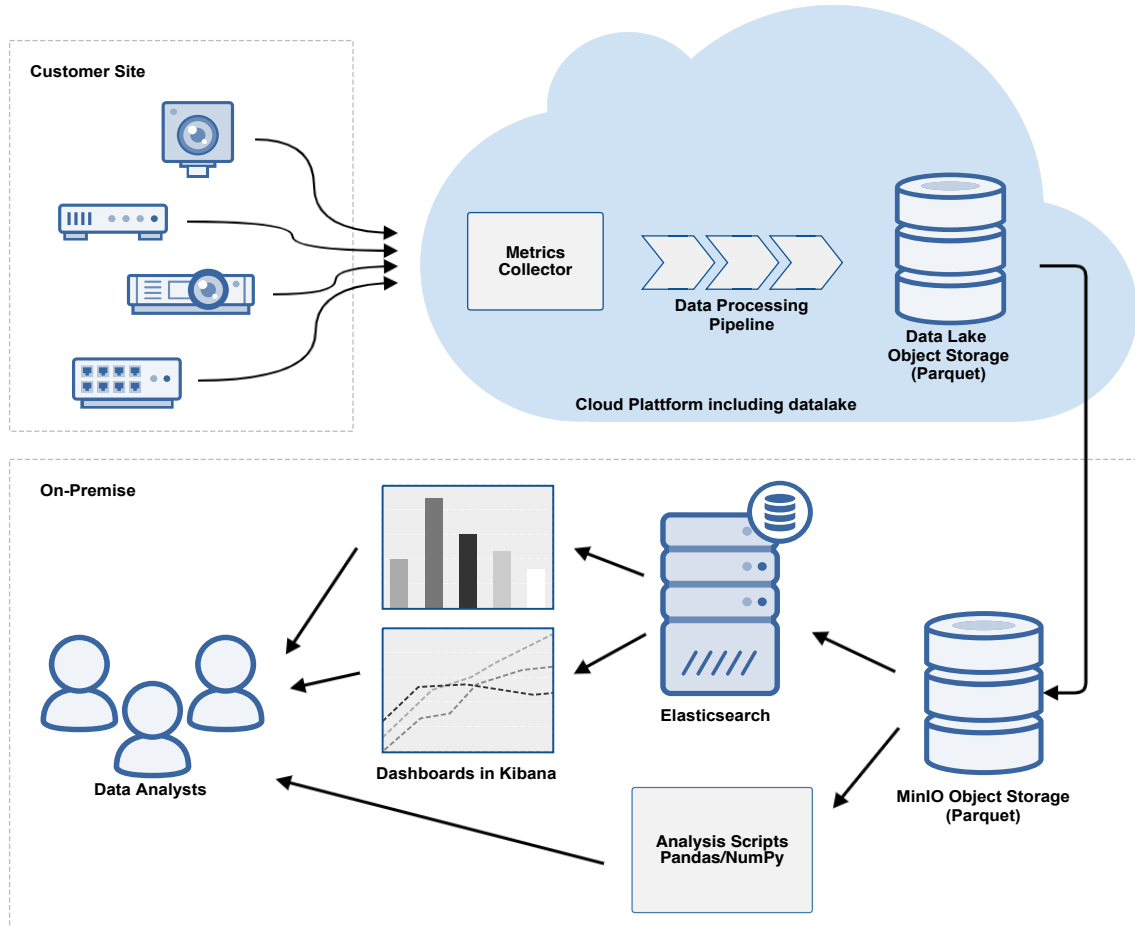 Customer Site
Metrics
Collector
Data Processing
Pipeline
Data Lake
Object Storage
(Parquet)
Cloud Plattform including datalake
On-Premise
Elasticsearch
Data Analysts
Dashboards in Kibana
MinIO Object Storage
(Parquet)
Analysis Scripts
Pandas/NumPy